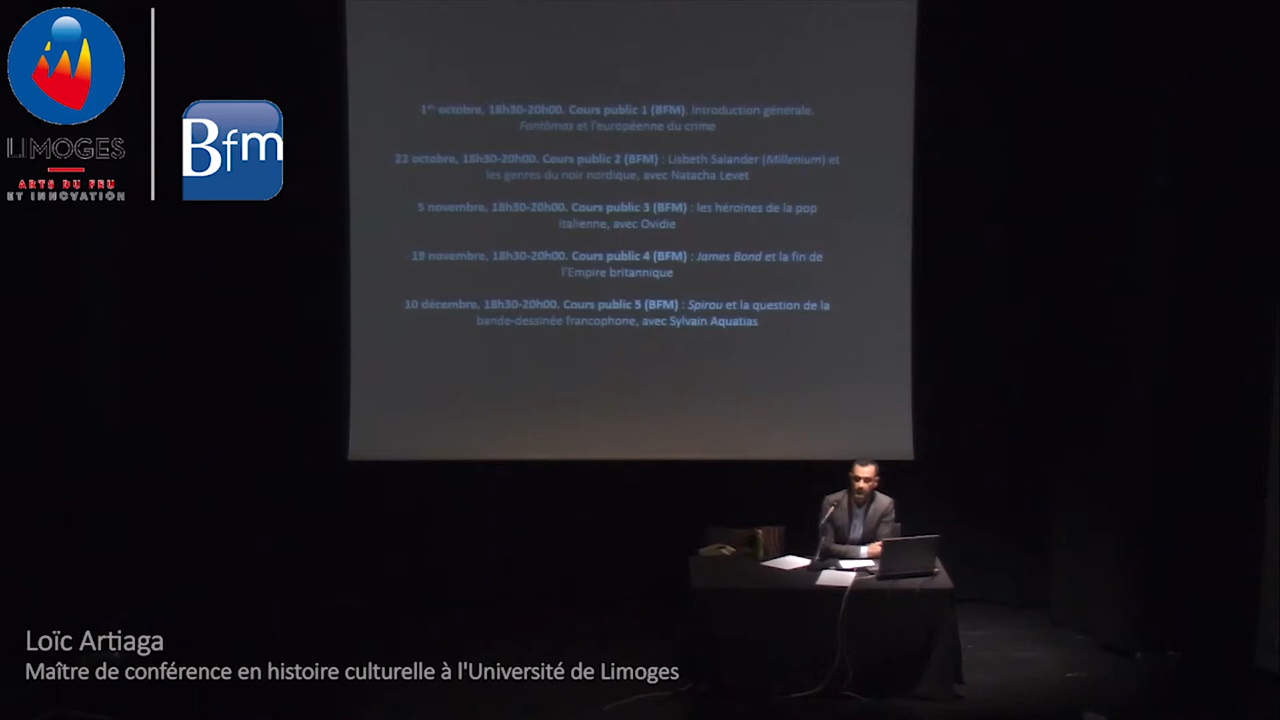 LIMOGES
ARTS DU FEU
ET INNOVATION
Bfm
1er octobre, 18h30-20h00. Cours public 1 (BFM). Introduction générale.
Fantômas et l'européenne du crime
22 octobre, 18h30-20h00. Cours public 2 (BFM) : Lisbeth Salander (Millenium) et
les genres du noir nordique, avec Natacha Levet
5 novembre, 18h30-20h00. Cours public 3 (BFM) : les héroïnes de la pop
italienne, avec Ovidie
19 novembre, 18h30-20h00. Cours public 4 (BFM) : James Bond et la fin de
l'Empire britannique
10 décembre, 18h30-20h00. Cours public 5 (BFM) : Spirou et la question de la
bande-dessinée francophone, avec Sylvain Aquatias
Loïc Artiaga
Maître de conférence en histoire culturelle à l'Université de Limoges